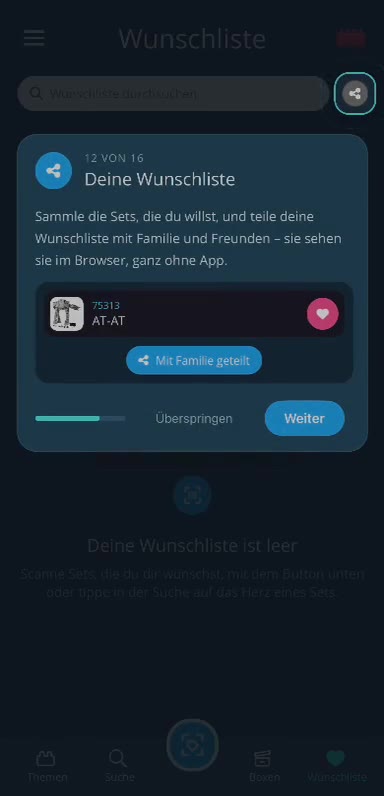 Wunschliste
Wunschliste durchsuchen
12 VON 16
Deine Wunschliste
Sammle die Sets, die du willst, und teile deine
Wunschliste mit Familie und Freunden – sie sehen
sie im Browser, ganz ohne App.
75313
AT-AT
Mit Familie geteilt
Überspringen
Weiter
Deine Wunschliste ist leer
Scanne Sets, die du dir wünschst, mit dem Button unten
oder tippe in der Suche auf das Herz eines Sets.
Themen
Suche
Boxen
Wunschliste